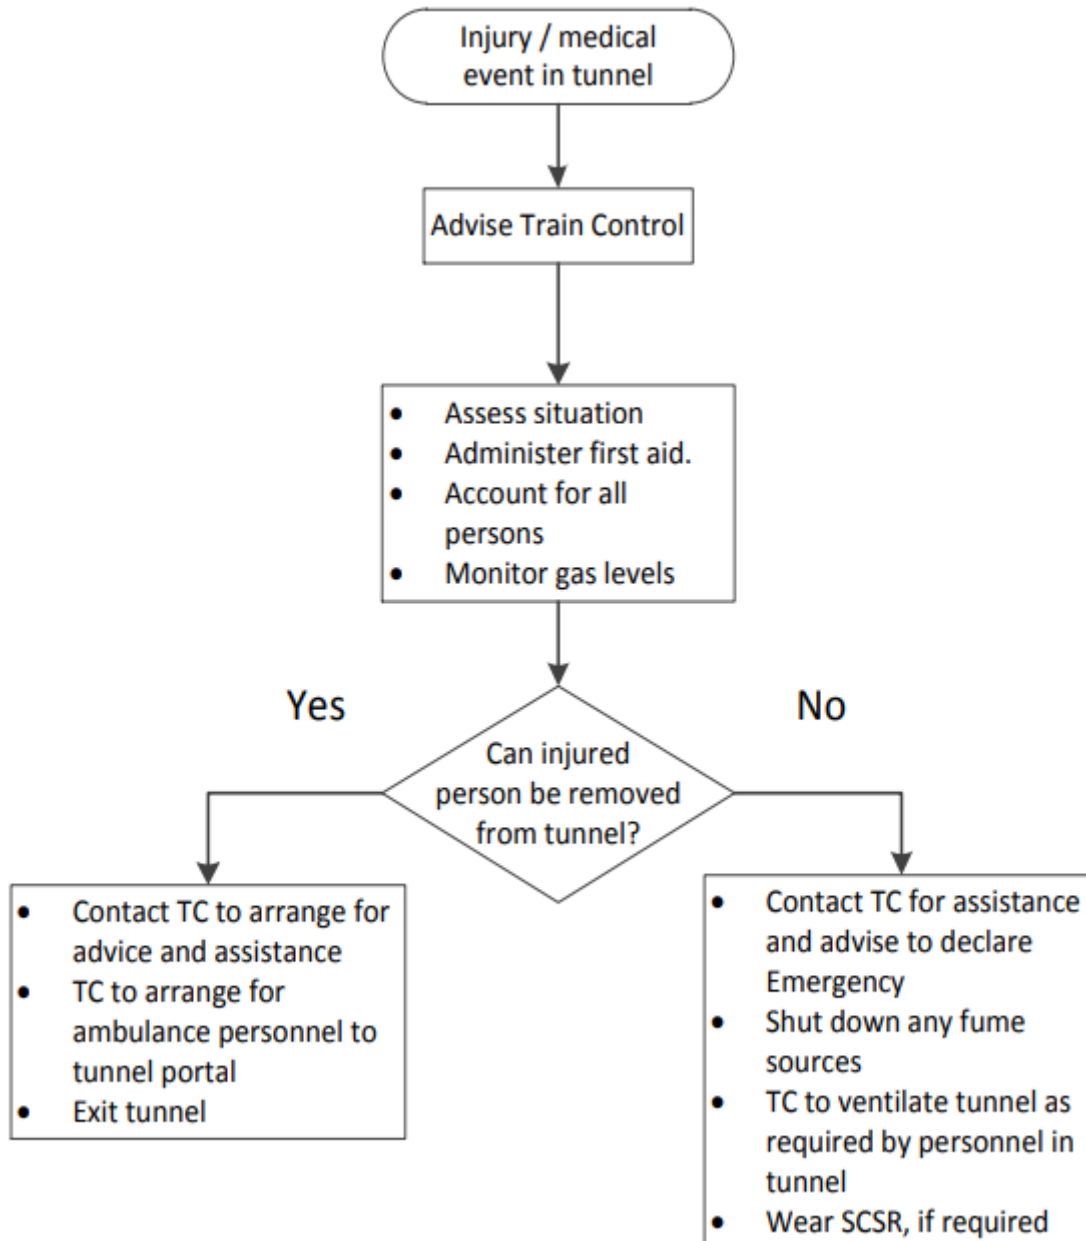 Injury / medical
event in tunnel
Advise Train Control
• Assess situation
• Administer first aid.
• Account for all
persons
• Monitor gas levels
Yes
No
Can injured
person be removed
from tunnel?
• Contact TC to arrange for
advice and assistance
• TC to arrange for
ambulance personnel to
tunnel portal
• Exit tunnel
• Contact TC for assistance
and advise to declare
Emergency
• Shut down any fume
sources
• TC to ventilate tunnel as
required by personnel in
tunnel
• Wear SCSR, if required